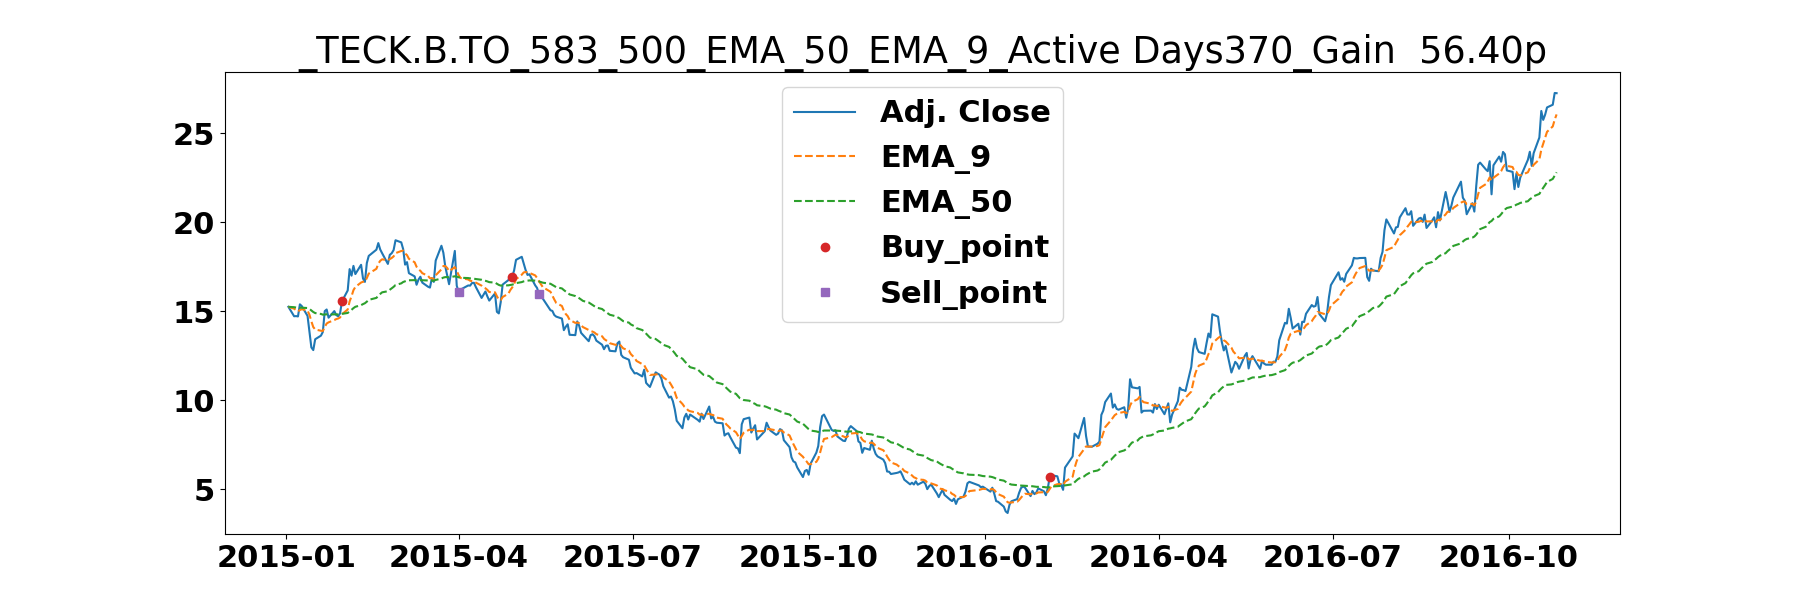 _TECK.B.TO_583_500_EMA_50_EMA_9_Active Days370_Gain  56.40p
Adj. Close
EMA_9
EMA_50
Buy_point
Sell_point
25
20
15
10
5
2015-01 2015-04 2015-07 2015-10 2016-01 2016-04 2016-07 2016-10